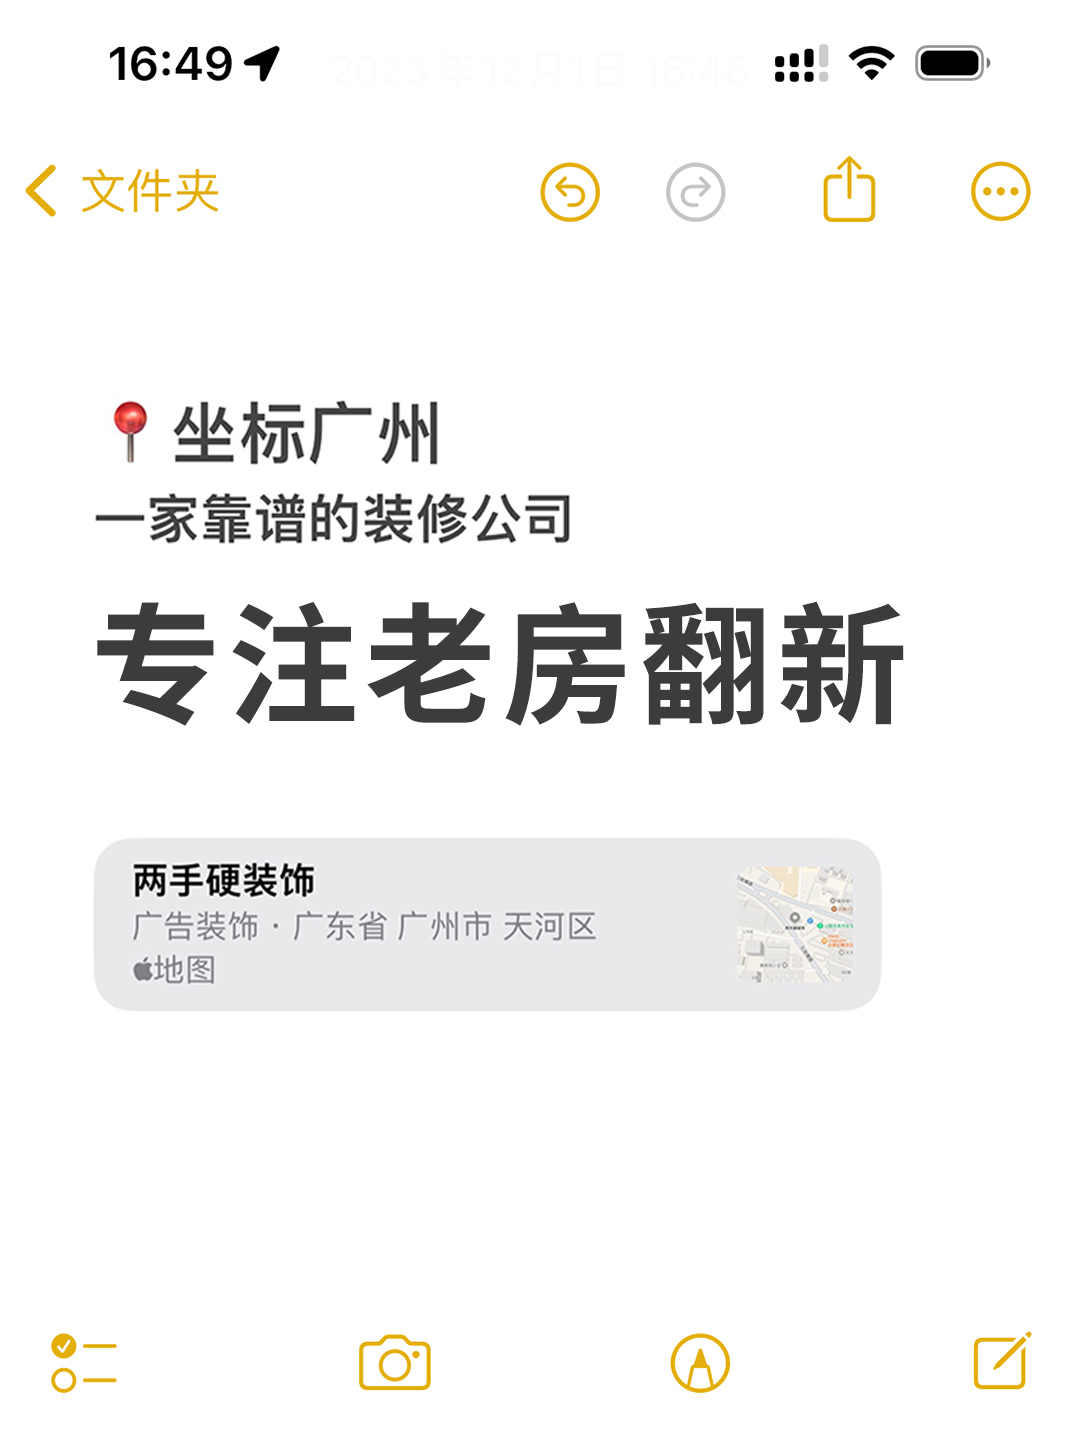 16:49
2023年12月1日 16:48
文件夹
📍坐标广州
一家靠谱的装修公司
专注老房翻新
两手硬装饰
广告装饰 · 广东省 广州市 天河区
地图